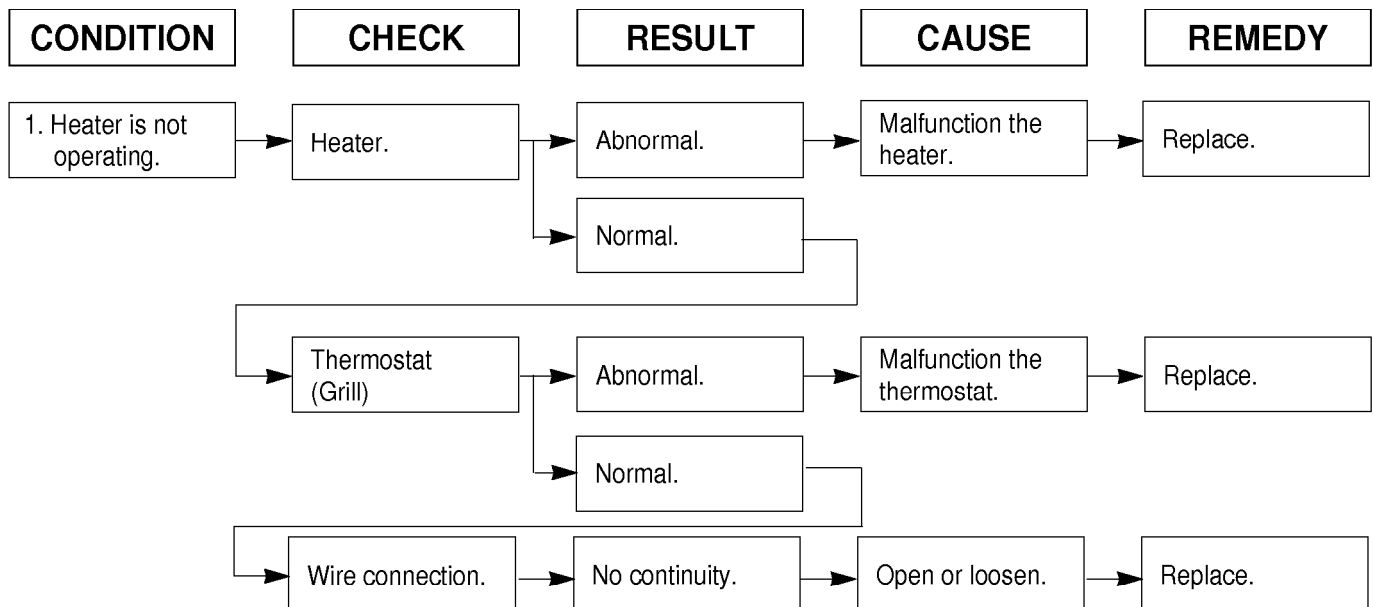 CONDITION
CHECK
RESULT
CAUSE
REMEDY
1. Heater is not
operating.
Heater.
Abnormal.
Malfunction the
heater.
Replace.
Normal.
Thermostat
(Grill)
Abnormal.
Malfunction the
thermostat.
Replace.
Normal.
Wire connection.
No continuity.
Open or loosen.
Replace.